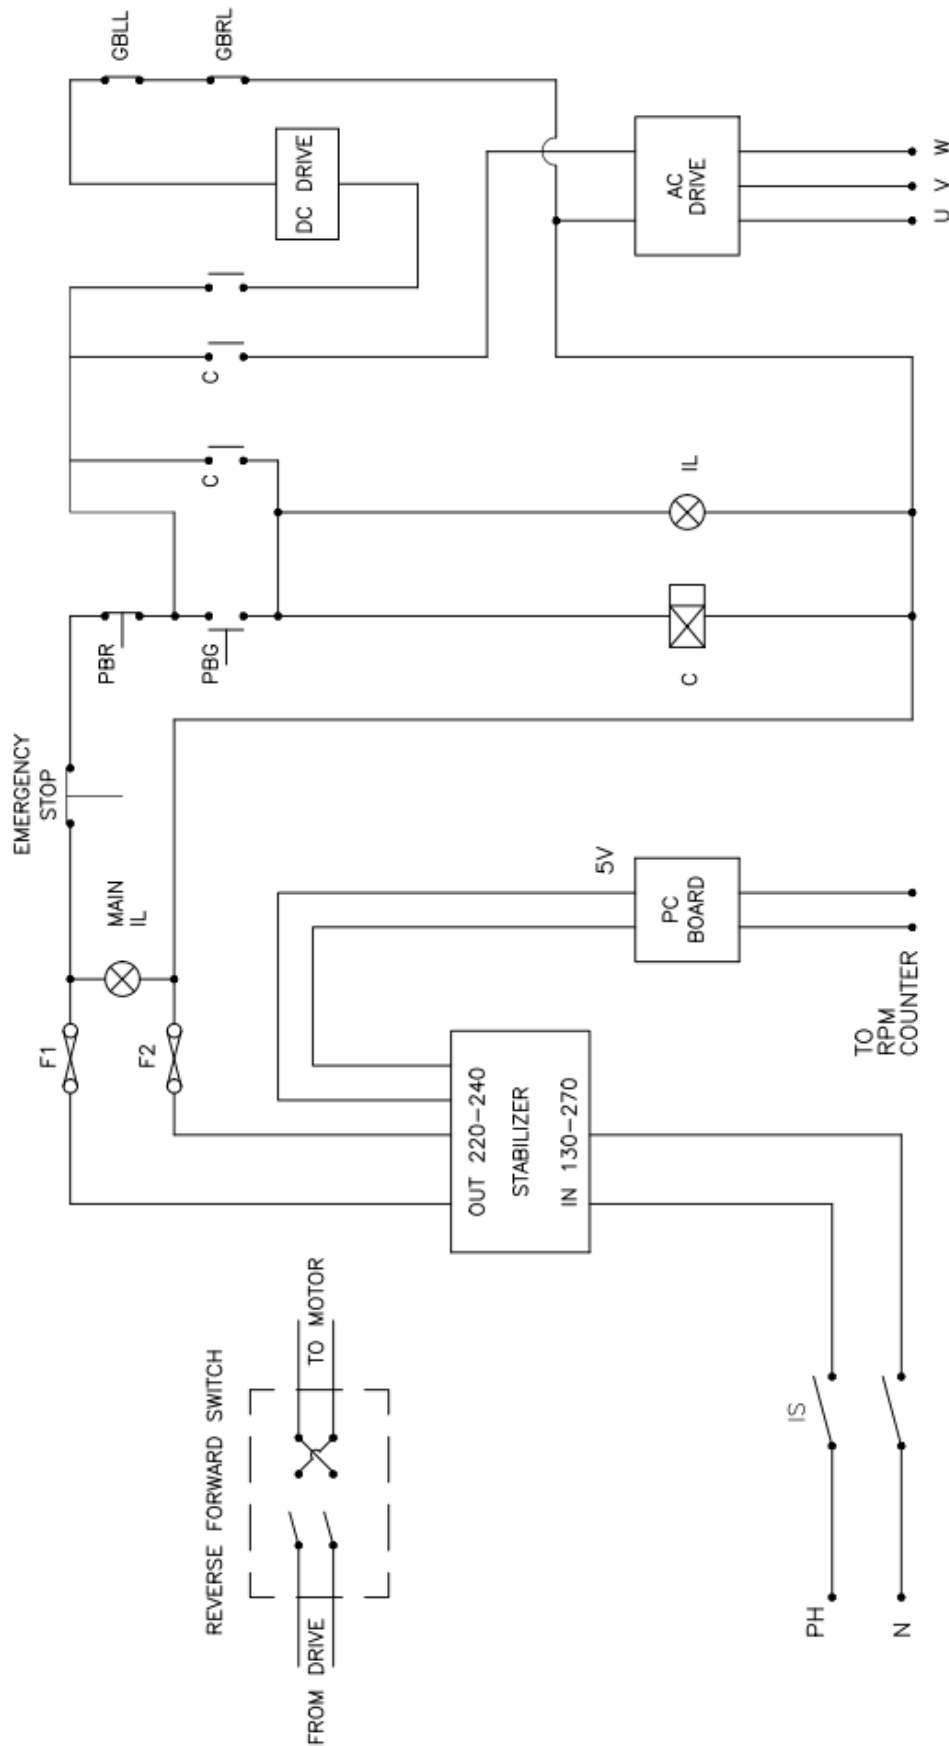 REVERSE FORWARD SWITCH
FROM DRIVE
TO MOTOR
PH
N
IS
OUT 220-240
STABILIZER
IN 130-270
F1
F2
MAIN
IL
EMERGENCY
STOP
TO
RPM
COUNTER
PC
BOARD
5V
PBR
PBG
C
IL
C
C
DC DRIVE
GBLL
GBRL
AC
DRIVE
U
V
W